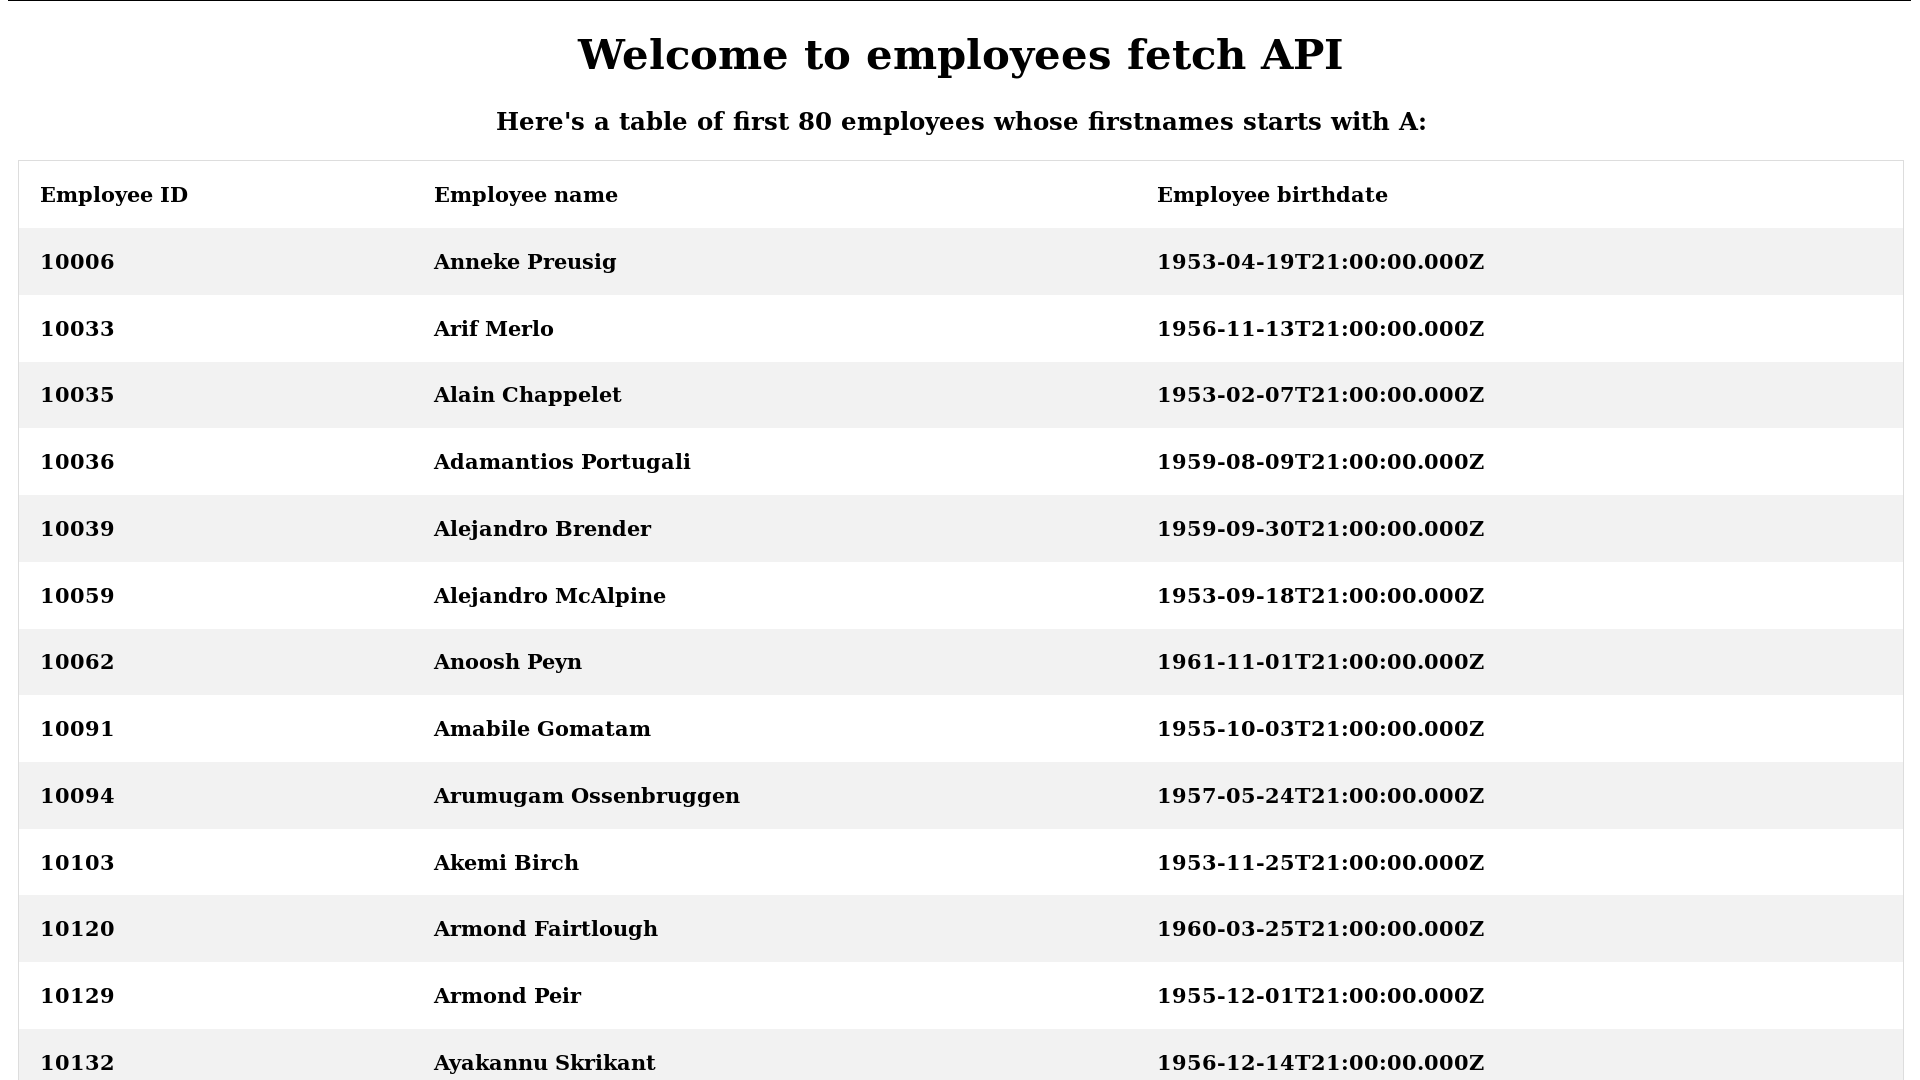 Welcome to employees fetch API
Here's a table of first 80 employees whose firstnames starts with A:
Employee ID Employee name Employee birthdate
10006 Anneke Preusig 1953-04-19T21:00:00.000Z
10033 Arif Merlo 1956-11-13T21:00:00.000Z
10035 Alain Chappelet 1953-02-07T21:00:00.000Z
10036 Adamantios Portugali 1959-08-09T21:00:00.000Z
10039 Alejandro Brender 1959-09-30T21:00:00.000Z
10059 Alejandro McAlpine 1953-09-18T21:00:00.000Z
10062 Anoosh Peyn 1961-11-01T21:00:00.000Z
10091 Amabile Gomatam 1955-10-03T21:00:00.000Z
10094 Arumugam Ossenbruggen 1957-05-24T21:00:00.000Z
10103 Akemi Birch 1953-11-25T21:00:00.000Z
10120 Armond Fairtlough 1960-03-25T21:00:00.000Z
10129 Armond Peir 1955-12-01T21:00:00.000Z
10132 Ayakannu Skrikant 1956-12-14T21:00:00.000Z